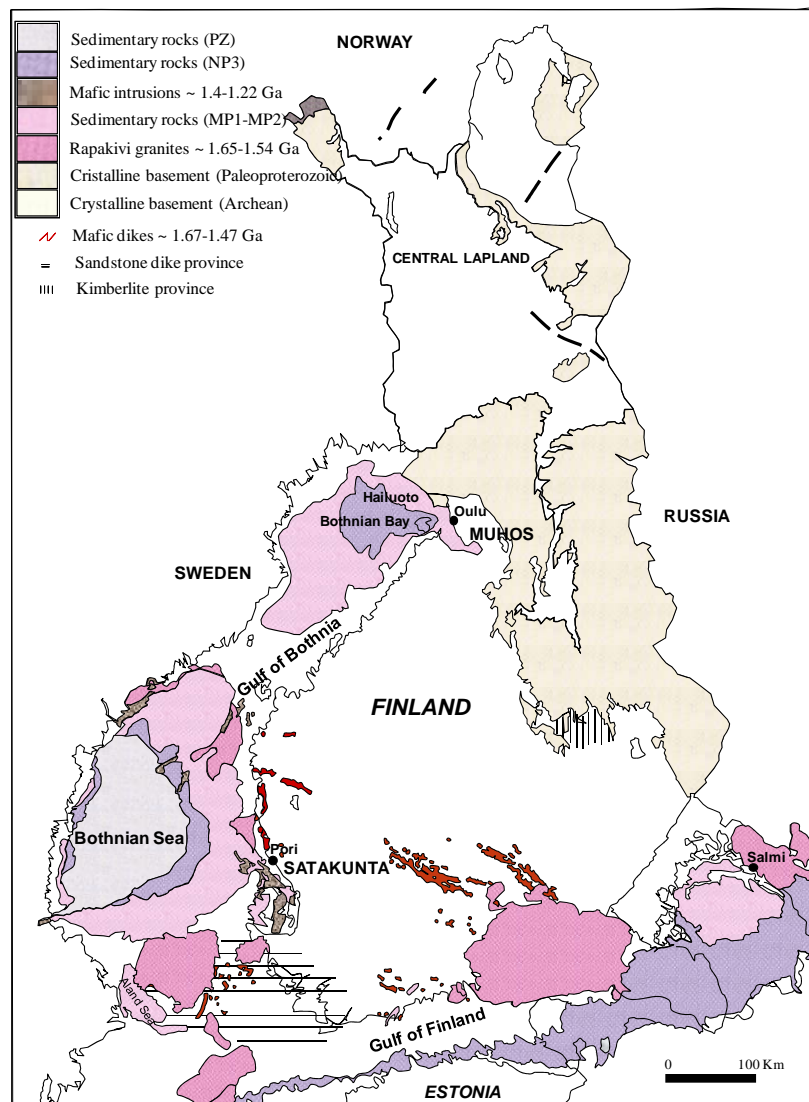 Sedimentary rocks (PZ)
Sedimentary rocks (NP3)
Mafic intrusions ~ 1.4-1.22 Ga
Sedimentary rocks (MP1-MP2)
Rapakivi granites ~ 1.65-1.54 Ga
Cristalline basement (Paleoproterozoic)
Crystalline basement (Archean)
Mafic dikes ~ 1.67-1.47 Ga
Sandstone dike province
Kimberlite province
NORWAY
CENTRAL LAPLAND
Hailuoto
Oulu
Bothnian Bay
MUHOS
RUSSIA
SWEDEN
Gulf of Bothnia
FINLAND
Bothnian Sea
Pori
SATAKUNTA
Salmi
Åland Sea
Gulf of Finland
0 100 Km
ESTONIA